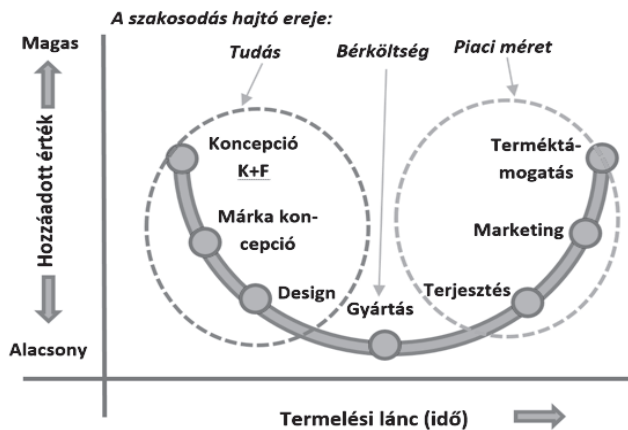 A szakosodás hajtó ereje:
Magas
Tudás
Bérköltség
Piaci méret
Koncepció
K+F
Márka kon-
cepció
Design
Gyártás
Terjesztés
Marketing
Terméktá-
mogatás
Hozzáadott érték
Alacsony
Termelési lánc (idő)